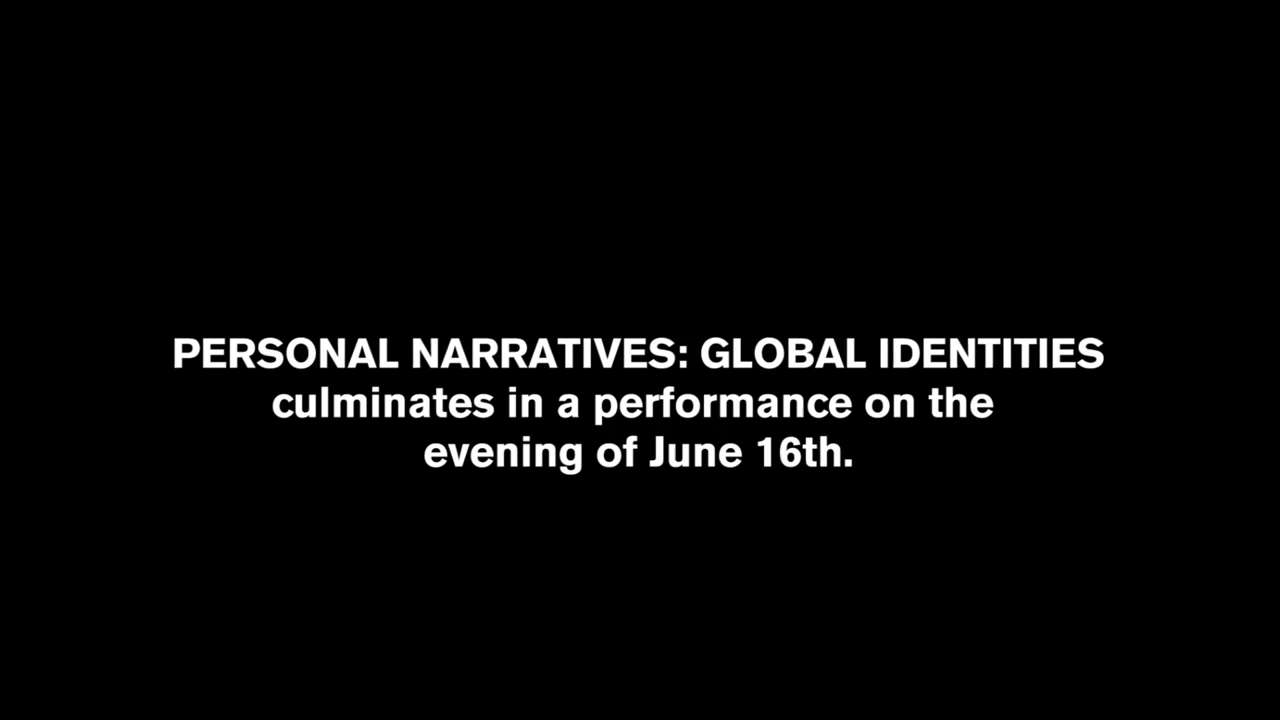 PERSONAL NARRATIVES: GLOBAL IDENTITIES
culminates in a performance on the
evening of June 16th.